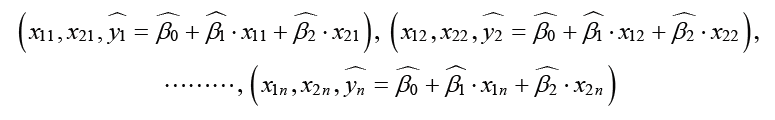 (x₁₁, x₂₁, ŷ₁ = β̂₀ + β̂₁ · x₁₁ + β̂₂ · x₂₁), (x₁₂, x₂₂, ŷ₂ = β̂₀ + β̂₁ · x₁₂ + β̂₂ · x₂₂),
·········, (x₁ₙ, x₂ₙ, ŷₙ = β̂₀ + β̂₁ · x₁ₙ + β̂₂ · x₂ₙ)